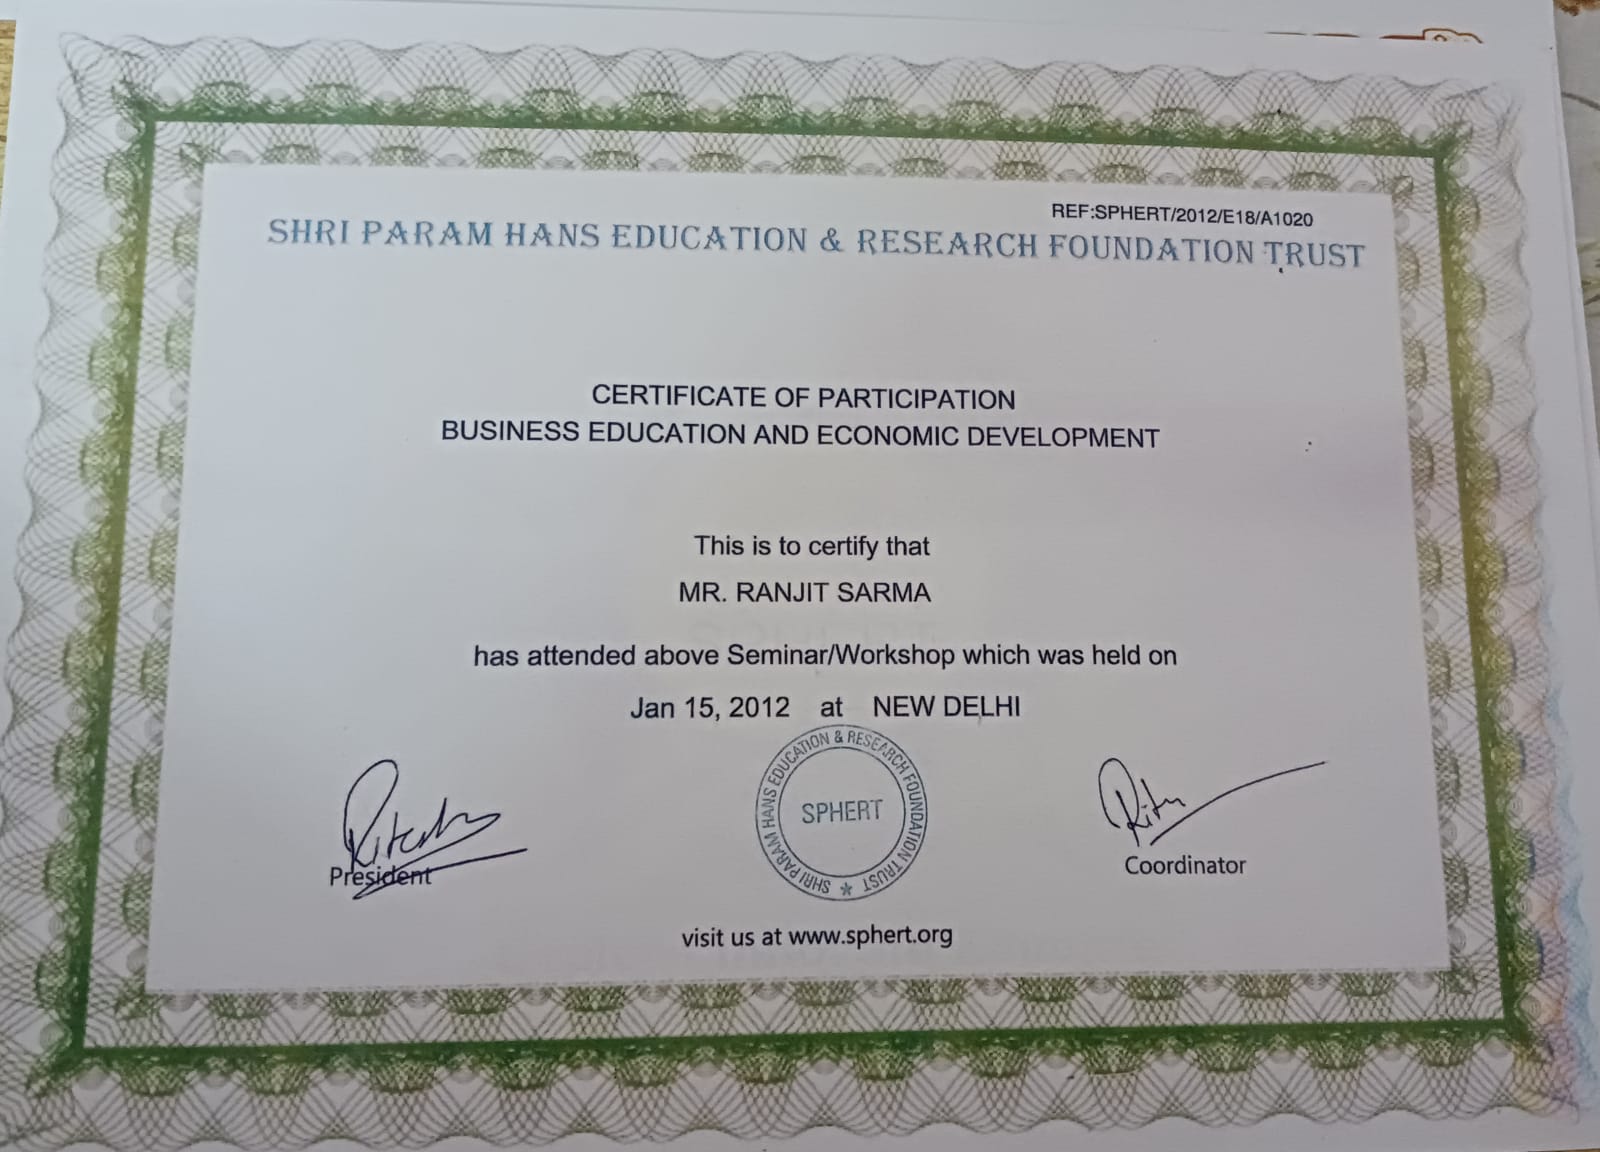 REF:SPHERT/2012/E18/A1020
SHRI PARAM HANS EDUCATION & RESEARCH FOUNDATION TRUST
CERTIFICATE OF PARTICIPATION
BUSINESS EDUCATION AND ECONOMIC DEVELOPMENT
This is to certify that
MR. RANJIT SARMA
has attended above Seminar/Workshop which was held on
Jan 15, 2012 at NEW DELHI
SHRI PARAM HANS EDUCATION & RESEARCH FOUNDATION TRUST
SPHERT
President
Coordinator
visit us at www.sphert.org